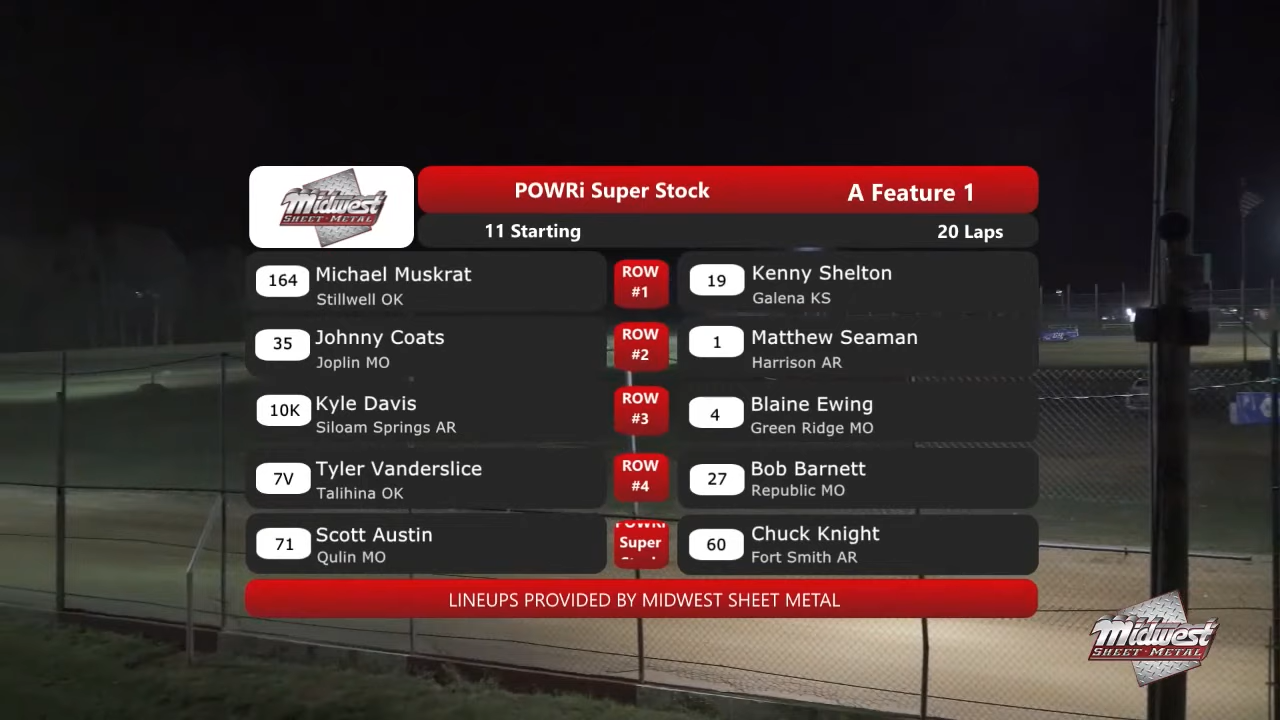 Midwest
SHEET·METAL
POWRi Super Stock
A Feature 1
11 Starting
20 Laps
164
Michael Muskrat
Stillwell OK
ROW
#1
19
Kenny Shelton
Galena KS
35
Johnny Coats
Joplin MO
ROW
#2
1
Matthew Seaman
Harrison AR
10K
Kyle Davis
Siloam Springs AR
ROW
#3
4
Blaine Ewing
Green Ridge MO
7V
Tyler Vanderslice
Talihina OK
ROW
#4
27
Bob Barnett
Republic MO
71
Scott Austin
Qulin MO
POWRi
Super
60
Chuck Knight
Fort Smith AR
LINEUPS PROVIDED BY MIDWEST SHEET METAL
Midwest
SHEET·METAL